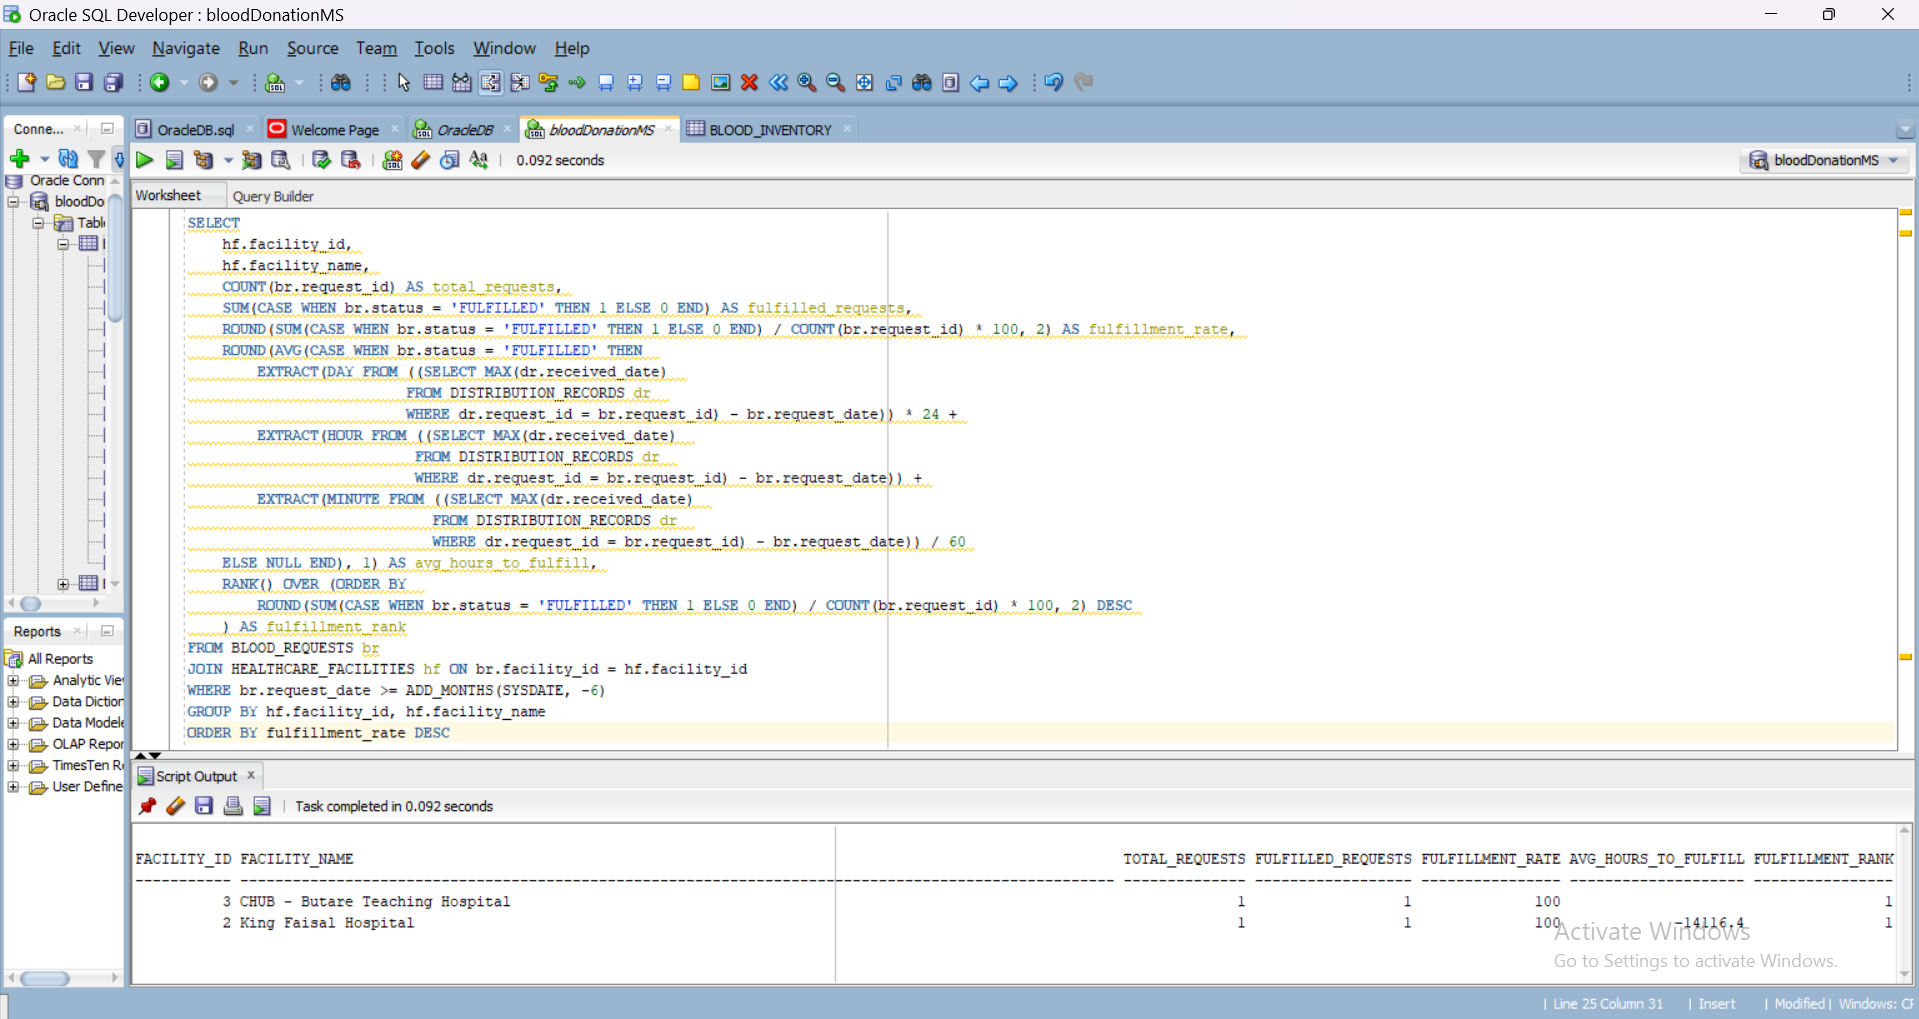 Oracle SQL Developer : bloodDonationMS
File Edit View Navigate Run Source Team Tools Window Help
Conne...
OracleDB.sql
Welcome Page
OracleDB
bloodDonationMS
BLOOD_INVENTORY
0.092 seconds
bloodDonationMS
Oracle Conn
bloodDo
Tabl
Worksheet
Query Builder
SELECT
hf.facility_id,
hf.facility_name,
COUNT(br.request_id) AS total_requests,
SUM(CASE WHEN br.status = 'FULFILLED' THEN 1 ELSE 0 END) AS fulfilled_requests,
ROUND(SUM(CASE WHEN br.status = 'FULFILLED' THEN 1 ELSE 0 END) / COUNT(br.request_id) * 100, 2) AS fulfillment_rate,
ROUND(AVG(CASE WHEN br.status = 'FULFILLED' THEN
EXTRACT(DAY FROM ((SELECT MAX(dr.received_date)
FROM DISTRIBUTION_RECORDS dr
WHERE dr.request_id = br.request_id) - br.request_date)) * 24 +
EXTRACT(HOUR FROM ((SELECT MAX(dr.received_date)
FROM DISTRIBUTION_RECORDS dr
WHERE dr.request_id = br.request_id) - br.request_date)) +
EXTRACT(MINUTE FROM ((SELECT MAX(dr.received_date)
FROM DISTRIBUTION_RECORDS dr
WHERE dr.request_id = br.request_id) - br.request_date)) / 60
ELSE NULL END), 1) AS avg_hours_to_fulfill,
RANK() OVER (ORDER BY
ROUND(SUM(CASE WHEN br.status = 'FULFILLED' THEN 1 ELSE 0 END) / COUNT(br.request_id) * 100, 2) DESC
) AS fulfillment_rank
FROM BLOOD_REQUESTS br
JOIN HEALTHCARE_FACILITIES hf ON br.facility_id = hf.facility_id
WHERE br.request_date >= ADD_MONTHS(SYSDATE, -6)
GROUP BY hf.facility_id, hf.facility_name
ORDER BY fulfillment_rate DESC
Reports
All Reports
Analytic Vie
Data Diction
Data Modele
OLAP Repor
TimesTen R
User Define
Script Output
Task completed in 0.092 seconds
FACILITY_ID FACILITY_NAME TOTAL_REQUESTS FULFILLED_REQUESTS FULFILLMENT_RATE AVG_HOURS_TO_FULFILL FULFILLMENT_RANK
3 CHUB - Butare Teaching Hospital 1 1 100 1
2 King Faisal Hospital 1 1 100 -14116.4 1
Activate Windows
Go to Settings to activate Windows.
Line 25 Column 31 | Insert | Modified | Windows: CF